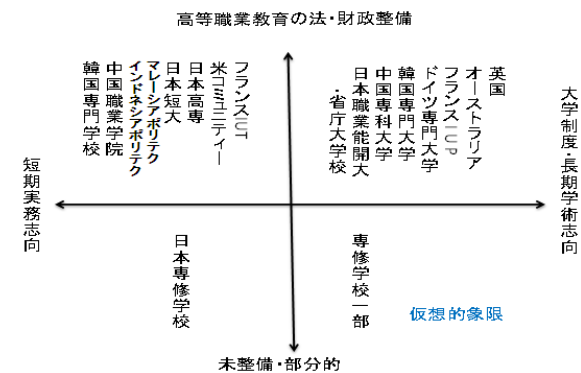 高等職業教育の法・財政整備
大学制度・長期学術志向
英国
オーストラリア
フランスIUP
ドイツ専門大学
韓国専門大学
中国専科大学
日本職業能開大
・省庁大学校
フランスIUT
米コミュニティー
日本高専
日本短大
マレーシアポリテク
インドネシアポリテク
中国職業学院
韓国専門学校
短期実務志向
専修学校一部
日本専修学校
仮想的象限
未整備・部分的